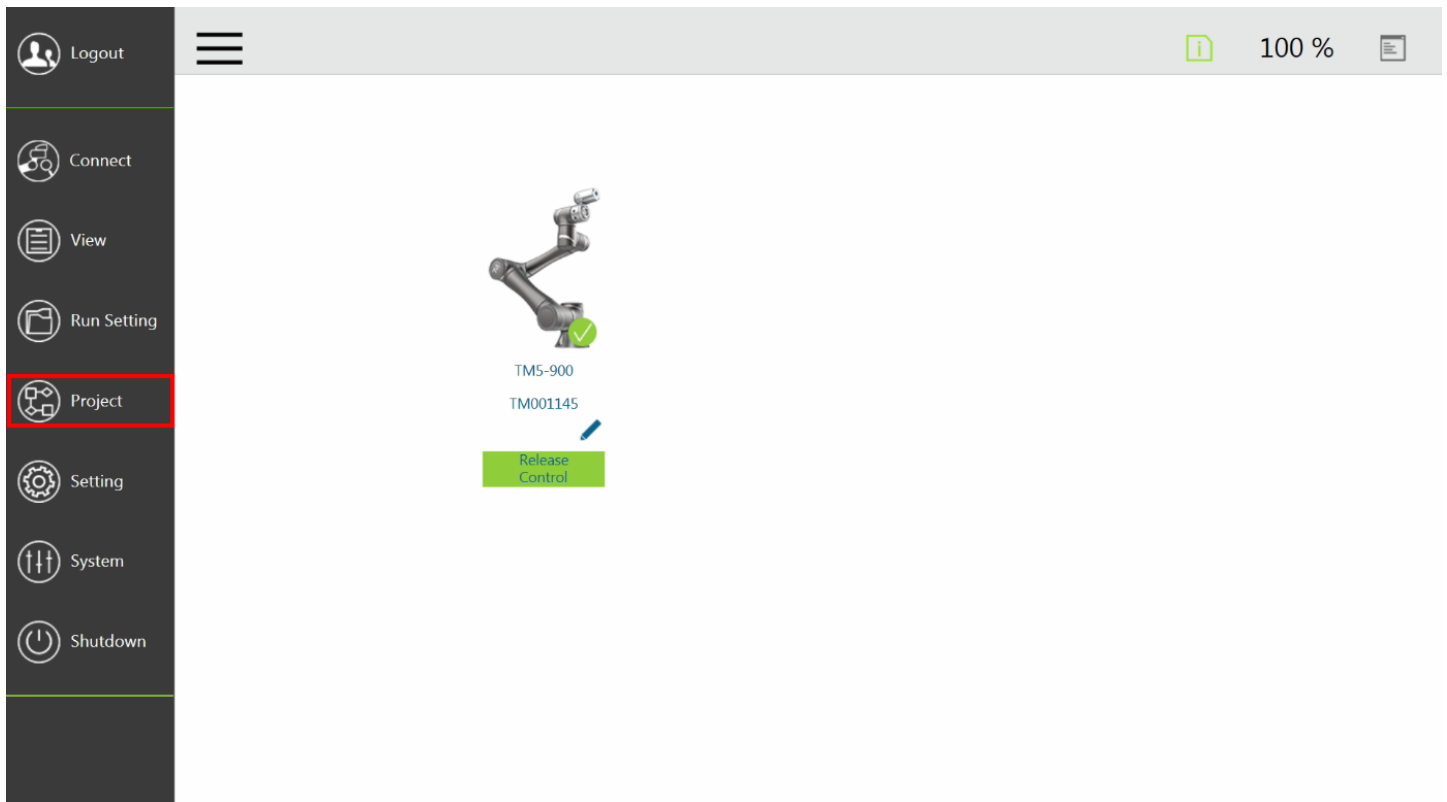 Logout
100 %
Connect
View
Run Setting
Project
Setting
System
Shutdown
TM5-900
TM001145
Release
Control